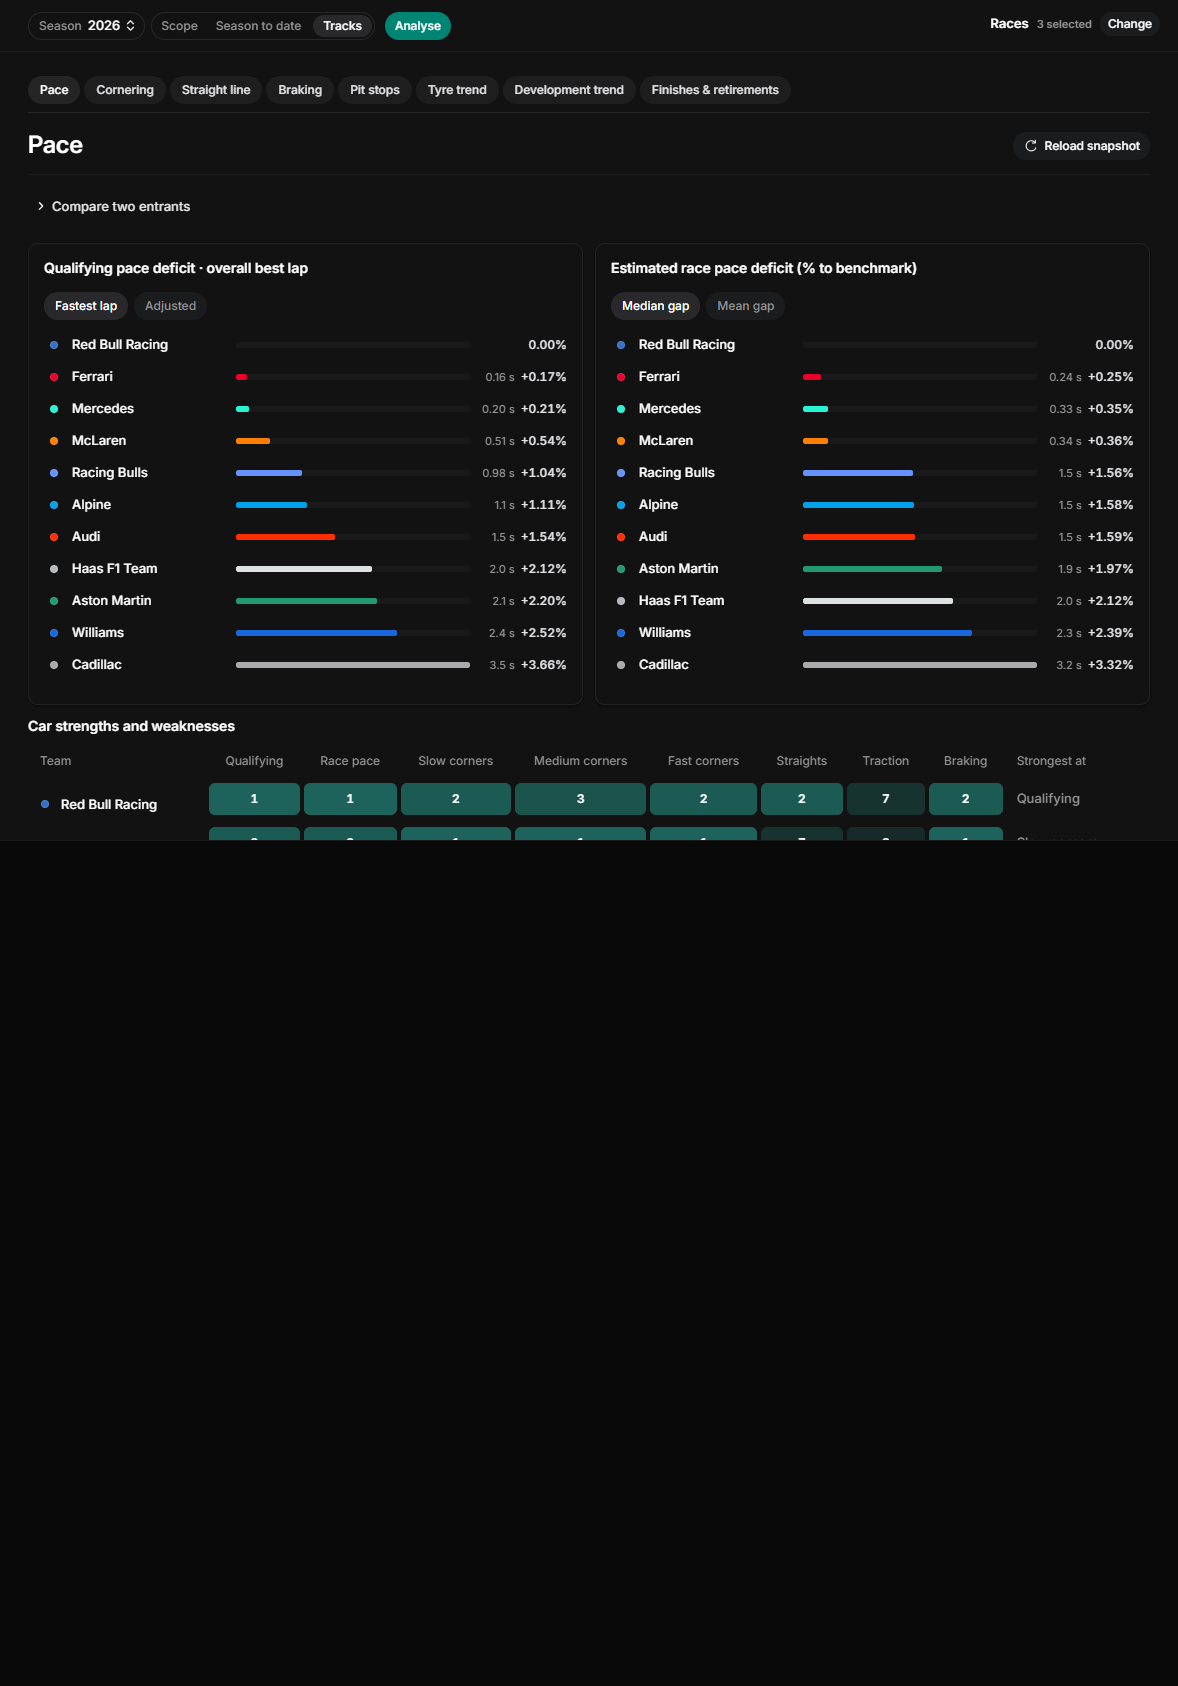 Season 2026
Scope Season to date Tracks
Analyse
Races 3 selected Change
Pace Cornering Straight line Braking Pit stops Tyre trend Development trend Finishes & retirements
Pace
Reload snapshot
Compare two entrants
Qualifying pace deficit · overall best lap
Fastest lap Adjusted
Red Bull Racing 0.00%
Ferrari 0.16 s +0.17%
Mercedes 0.20 s +0.21%
McLaren 0.51 s +0.54%
Racing Bulls 0.98 s +1.04%
Alpine 1.1 s +1.11%
Audi 1.5 s +1.54%
Haas F1 Team 2.0 s +2.12%
Aston Martin 2.1 s +2.20%
Williams 2.4 s +2.52%
Cadillac 3.5 s +3.66%
Estimated race pace deficit (% to benchmark)
Median gap Mean gap
Red Bull Racing 0.00%
Ferrari 0.24 s +0.25%
Mercedes 0.33 s +0.35%
McLaren 0.34 s +0.36%
Racing Bulls 1.5 s +1.56%
Alpine 1.5 s +1.58%
Audi 1.5 s +1.59%
Aston Martin 1.9 s +1.97%
Haas F1 Team 2.0 s +2.12%
Williams 2.3 s +2.39%
Cadillac 3.2 s +3.32%
Car strengths and weaknesses
Team Qualifying Race pace Slow corners Medium corners Fast corners Straights Traction Braking Strongest at
Red Bull Racing 1 1 2 3 2 2 7 2 Qualifying